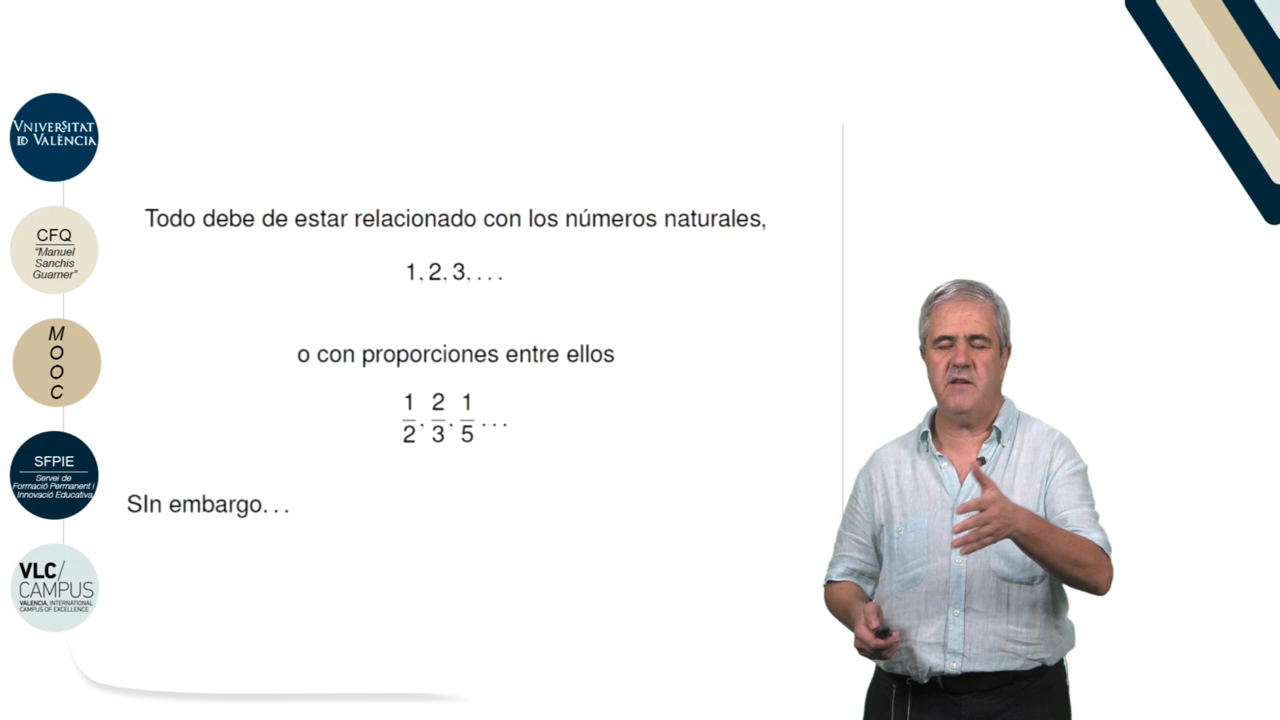 VNIVERSITAT
ID VALÈNCIA
CFQ
“Manuel
Sanchis
Guarner”
M
O
O
C
SFPIE
Servei de
Formació Permanent i
Innovació Educativa
VLC/
CAMPUS
VALENCIA, INTERNATIONAL
CAMPUS OF EXCELLENCE
Todo debe de estar relacionado con los números naturales,
1, 2, 3, . . .
o con proporciones entre ellos
1/2, 2/3, 1/5 . . .
SIn embargo. . .